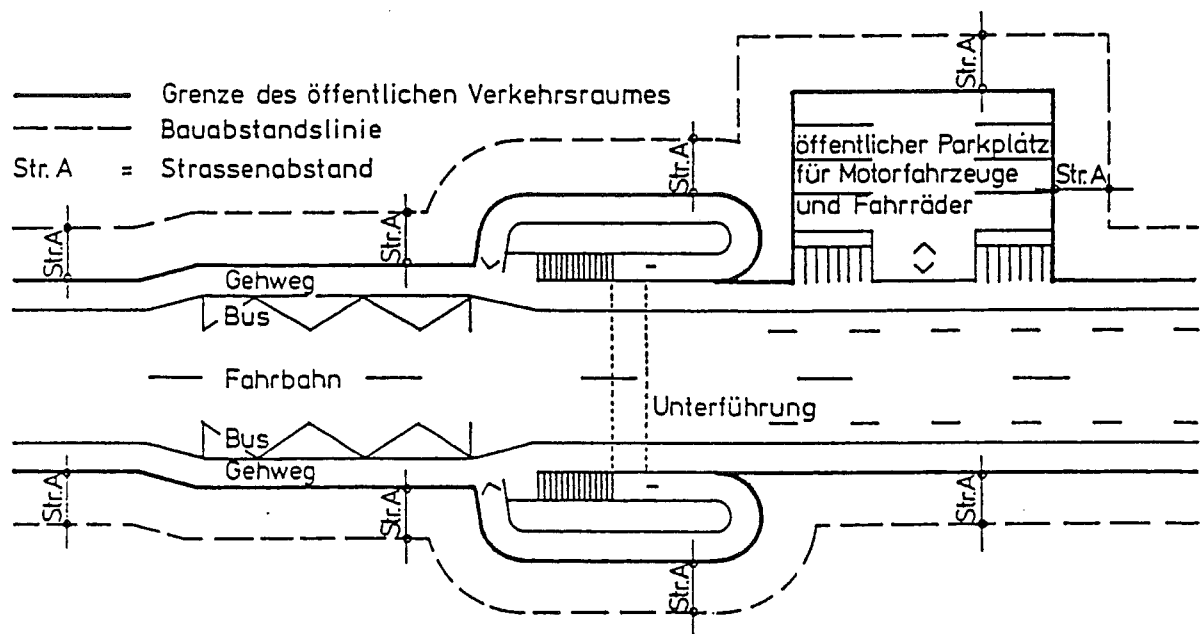 Str.A
Grenze des öffentlichen Verkehrsraumes
Bauabstandslinie
Str. A = Strassenabstand
Str.A
öffentlicher Parkplatz
für Motorfahrzeuge
und Fahrräder
Str.A
Str.A
Str.A
Gehweg
Bus
Fahrbahn
Unterführung
Bus
Gehweg
Str.A
Str.A
Str.A
Str.A